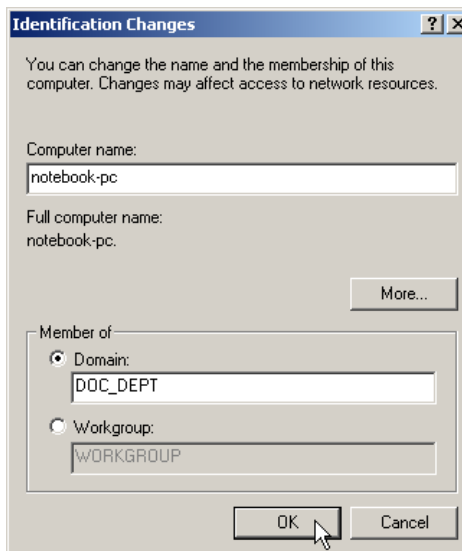 Identification Changes
You can change the name and the membership of this
computer. Changes may affect access to network resources.
Computer name:
notebook-pc
Full computer name:
notebook-pc.
More...
Member of
Domain:
DOC_DEPT
Workgroup:
WORKGROUP
OK
Cancel